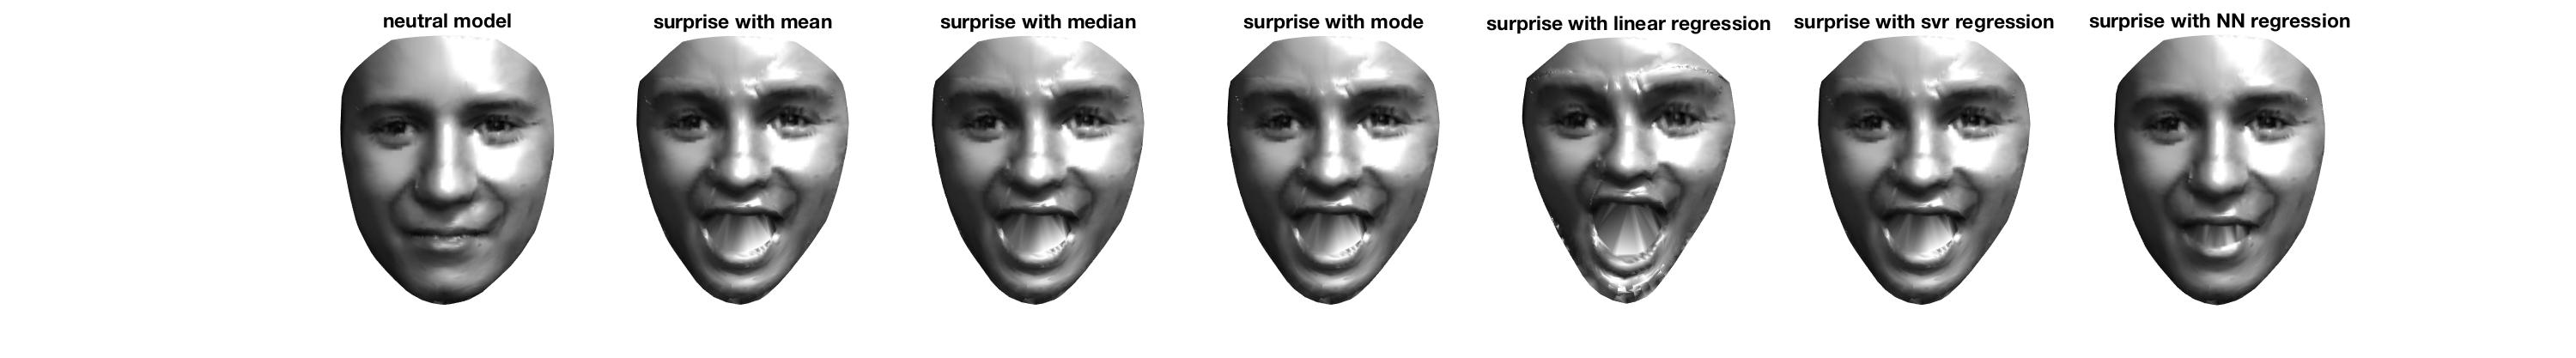 neutral model
surprise with mean
surprise with median
surprise with mode
surprise with linear regression
surprise with svr regression
surprise with NN regression